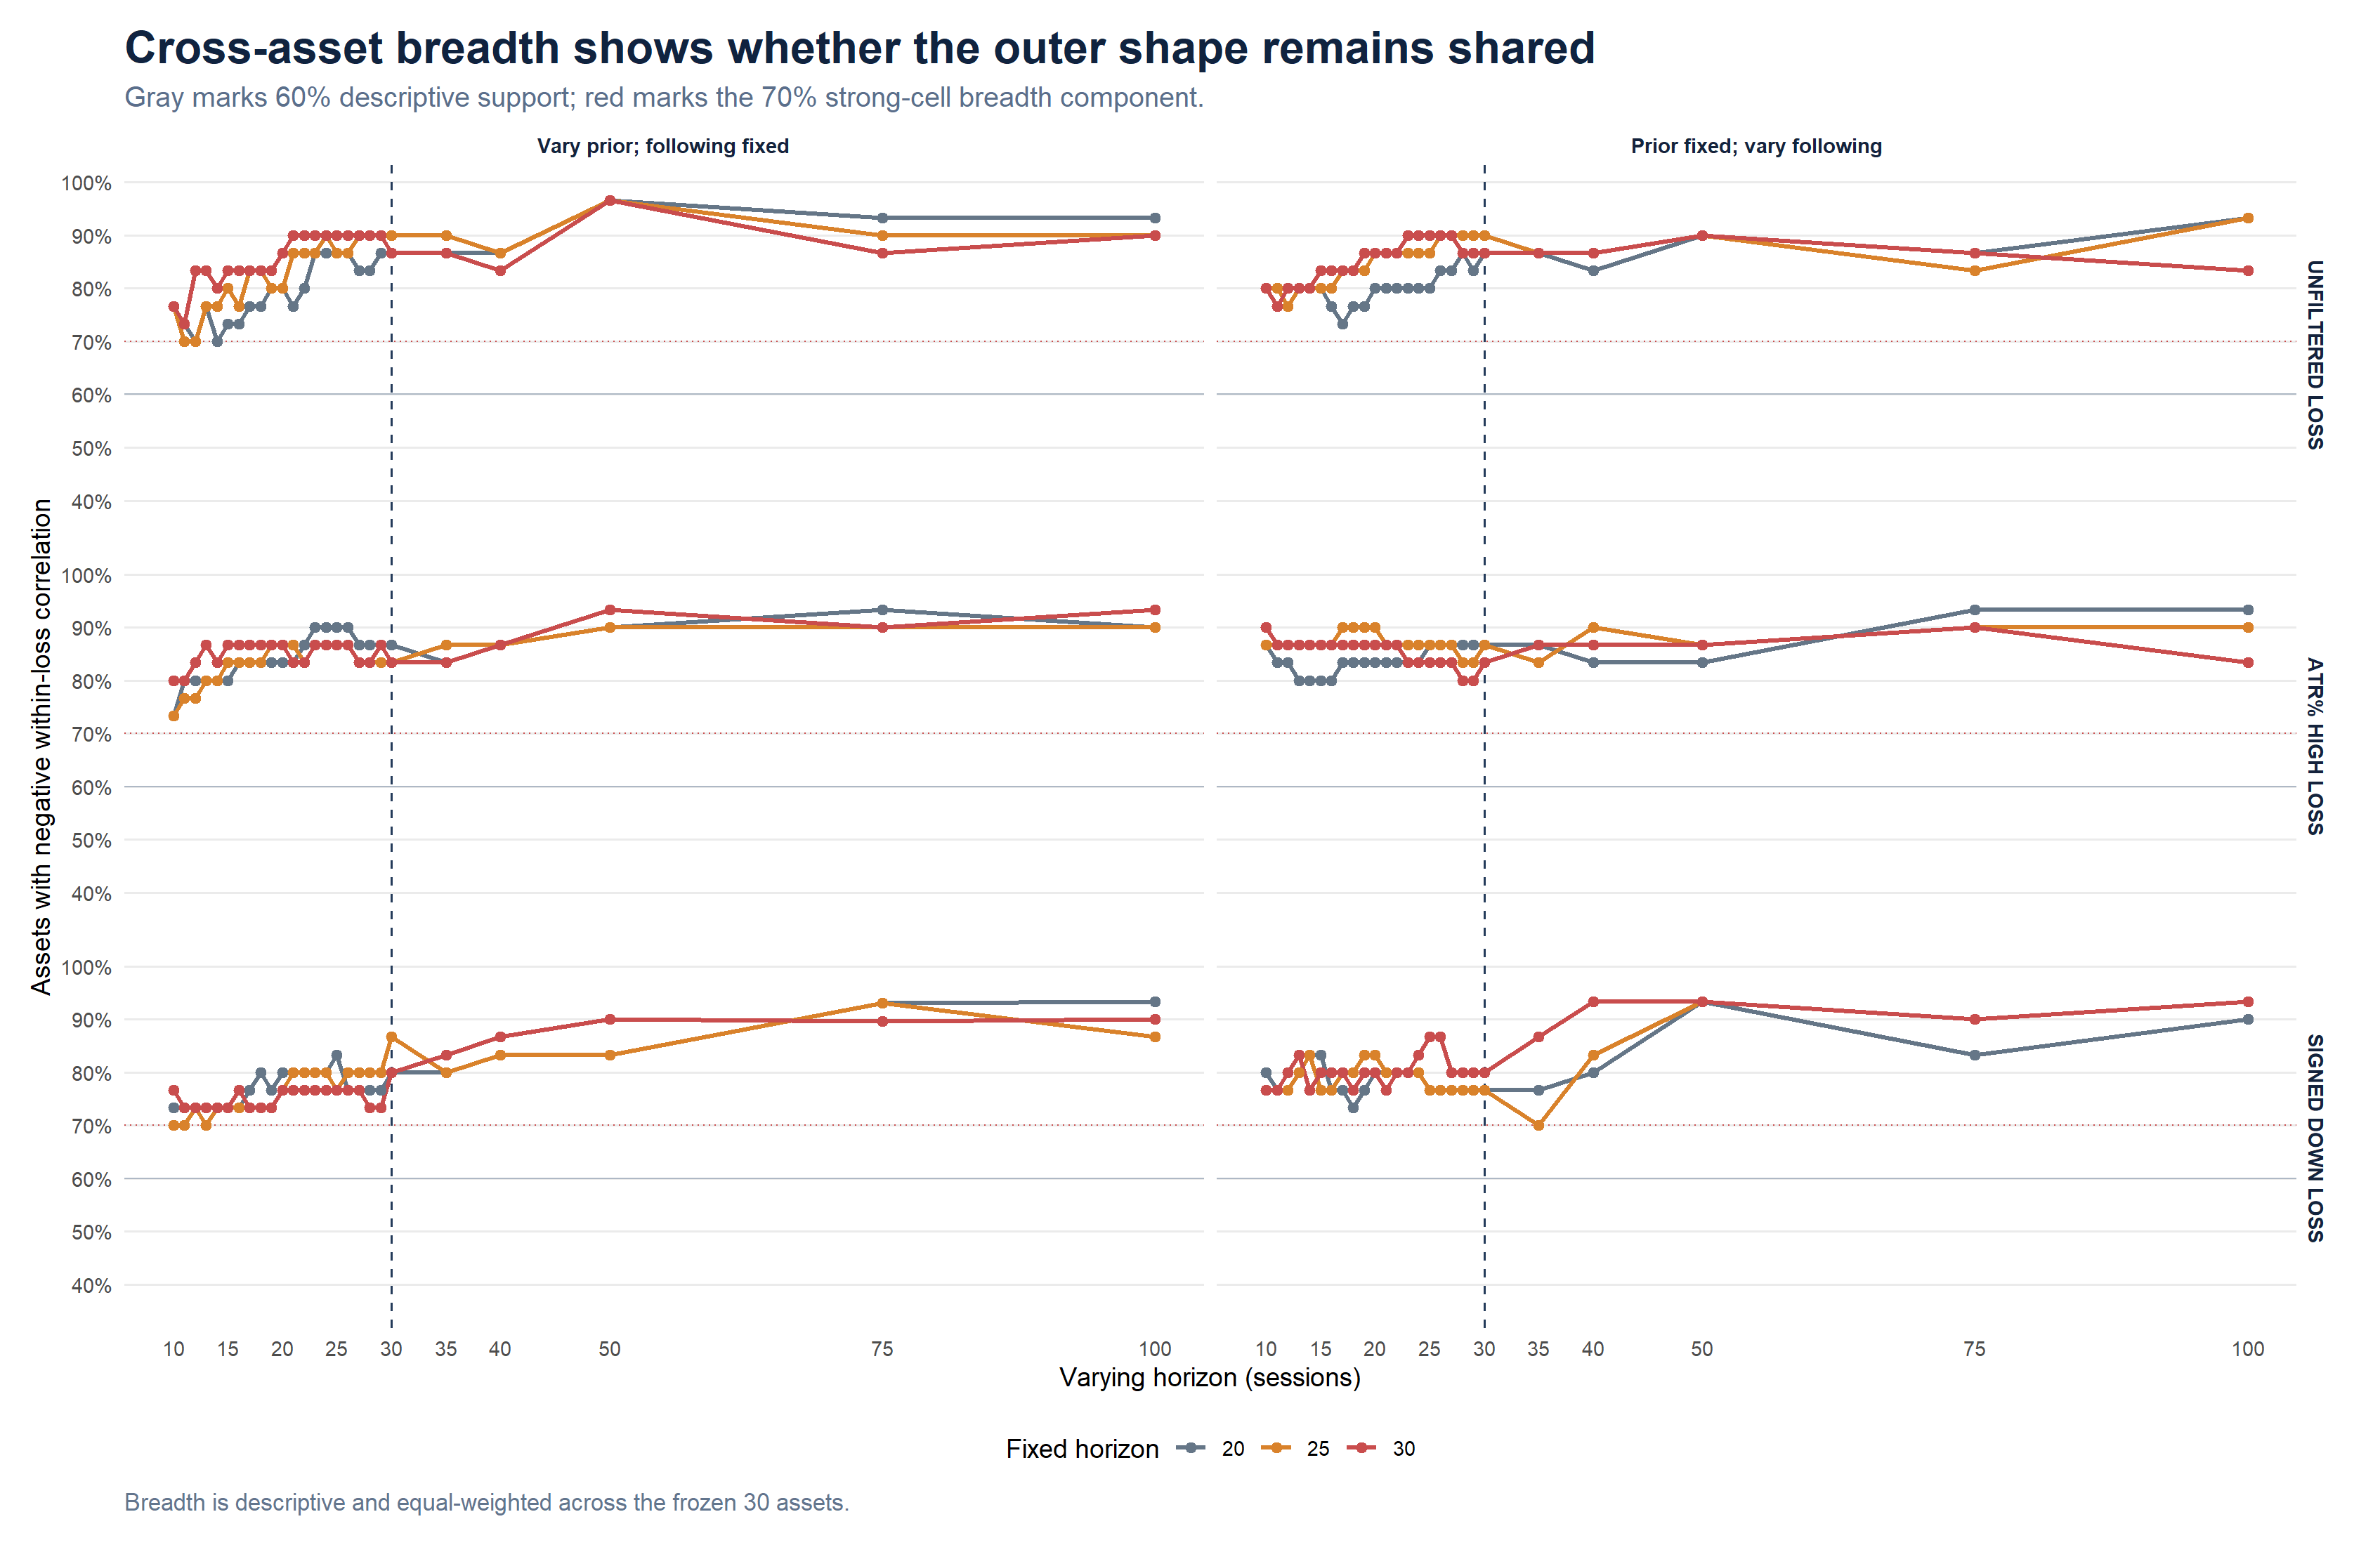 Cross-asset breadth shows whether the outer shape remains shared
Gray marks 60% descriptive support; red marks the 70% strong-cell breadth component.
Vary prior; following fixed
Prior fixed; vary following
100%
90%
80%
70%
60%
50%
40%
UNFILTERED LOSS
100%
90%
80%
70%
60%
50%
40%
ATR% HIGH LOSS
100%
90%
80%
70%
60%
50%
40%
SIGNED DOWN LOSS
Assets with negative within-loss correlation
10 15 20 25 30 35 40 50 75 100
10 15 20 25 30 35 40 50 75 100
Varying horizon (sessions)
Fixed horizon 20 25 30
Breadth is descriptive and equal-weighted across the frozen 30 assets.